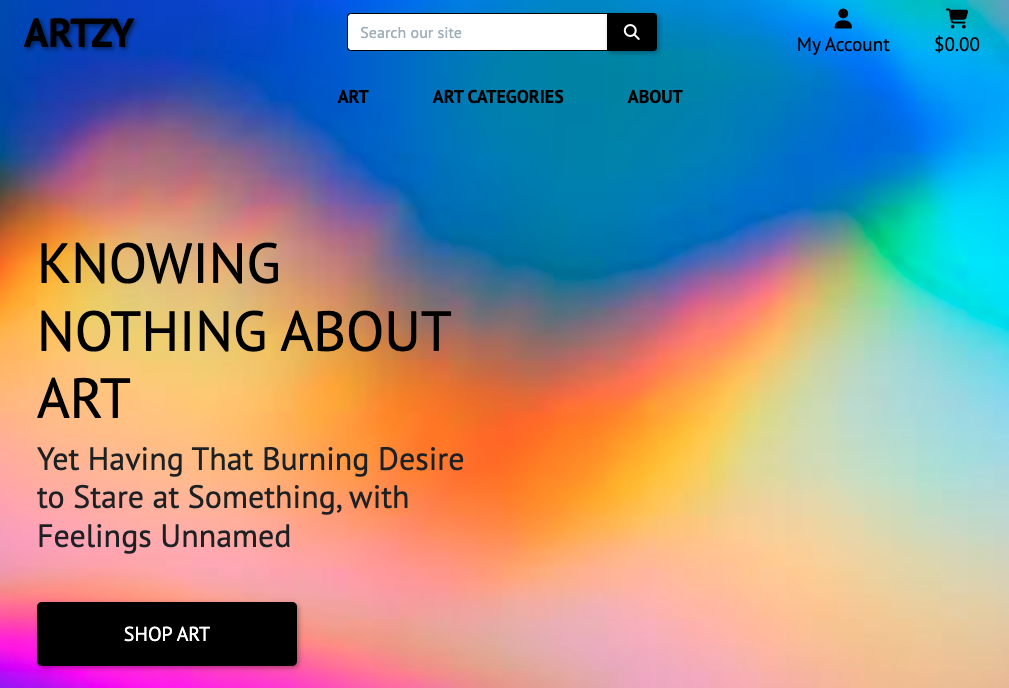 ARTZY
Search our site
My Account
$0.00
ART
ART CATEGORIES
ABOUT
KNOWING
NOTHING ABOUT
ART
Yet Having That Burning Desire
to Stare at Something, with
Feelings Unnamed
SHOP ART